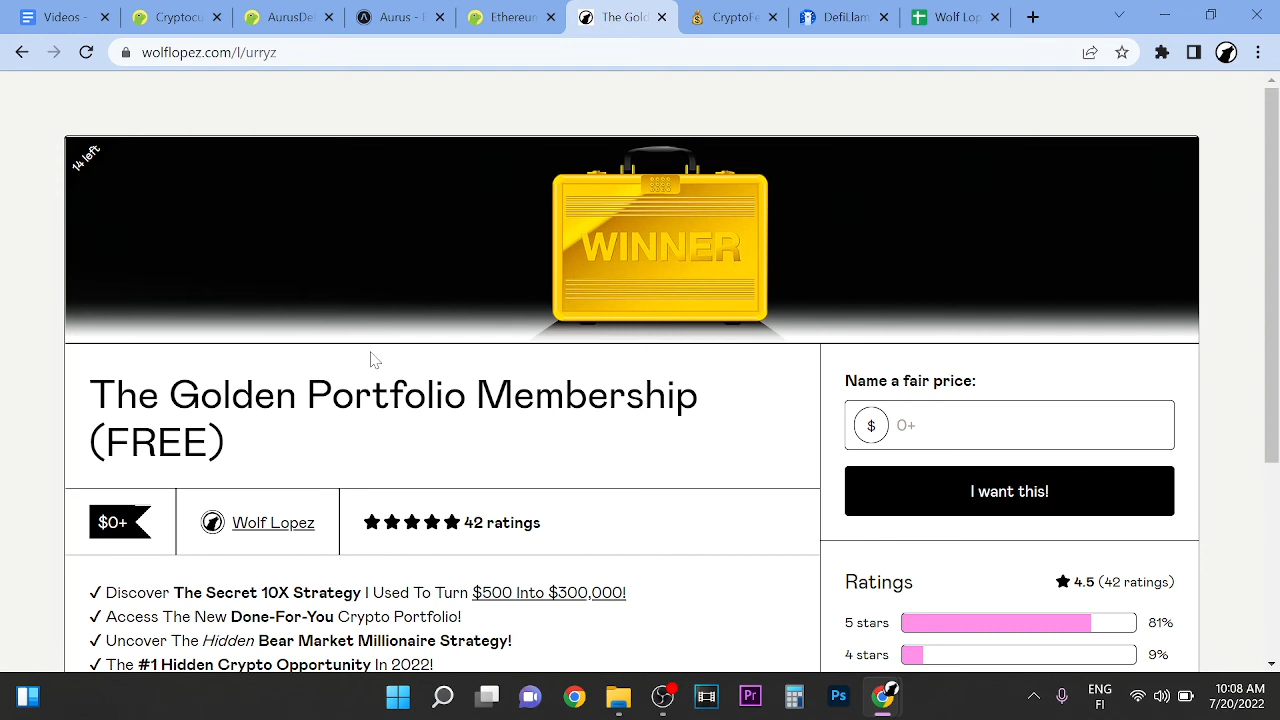 Videos
Cryptocu
AurusDe
Aurus - E
Ethereun
The Gold
CryptoFe
DefiLlam
Wolf Lop
wolflopez.com/l/urryz
14 left
WINNER
The Golden Portfolio Membership
(FREE)
Name a fair price:
$ 0+
I want this!
$0+
Wolf Lopez
42 ratings
Ratings
4.5 (42 ratings)
5 stars 81%
4 stars 9%
✓ Discover The Secret 10X Strategy I Used To Turn $500 Into $300,000!
✓ Access The New Done-For-You Crypto Portfolio!
✓ Uncover The Hidden Bear Market Millionaire Strategy!
✓ The #1 Hidden Crypto Opportunity In 2022!
Pr
Ps
ENG
FI
10:08 AM
7/20/2022